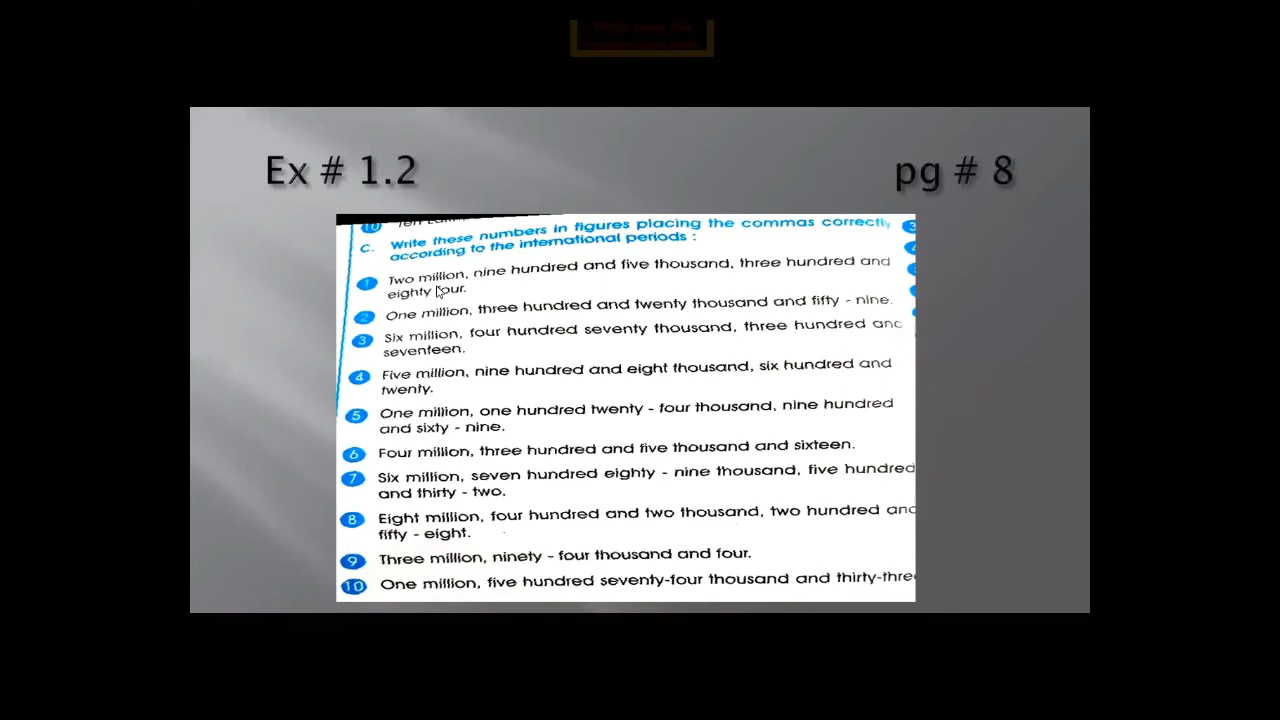 Ex # 1.2
pg # 8
10 Ten
C. Write these numbers in figures placing the commas correctly
according to the international periods :
1 Two million, nine hundred and five thousand, three hundred and
eighty four.
2 One million, three hundred and twenty thousand and fifty - nine.
3 Six million, four hundred seventy thousand, three hundred and
seventeen.
4 Five million, nine hundred and eight thousand, six hundred and
twenty.
5 One million, one hundred twenty - four thousand, nine hundred
and sixty - nine.
6 Four million, three hundred and five thousand and sixteen.
7 Six million, seven hundred eighty - nine thousand, five hundred
and thirty - two.
8 Eight million, four hundred and two thousand, two hundred and
fifty - eight.
9 Three million, ninety - four thousand and four.
10 One million, five hundred seventy-four thousand and thirty-three